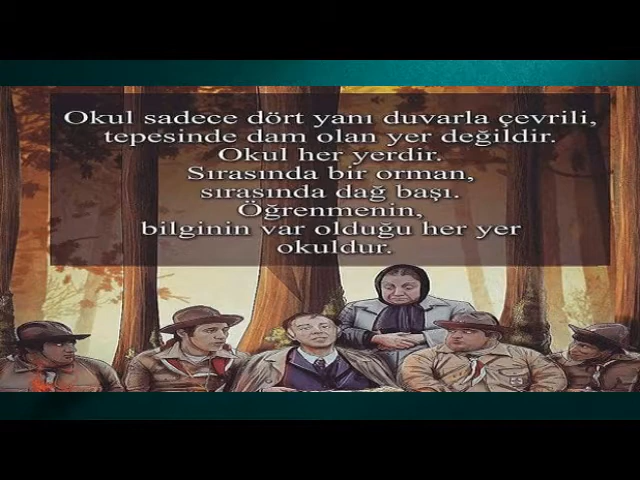 Okul sadece dört yanı duvarla çevrili,
tepesinde dam olan yer değildir.
Okul her yerdir.
Sırasında bir orman,
sırasında dağ başı.
Öğrenmenin,
bilginin var olduğu her yer
okuldur.